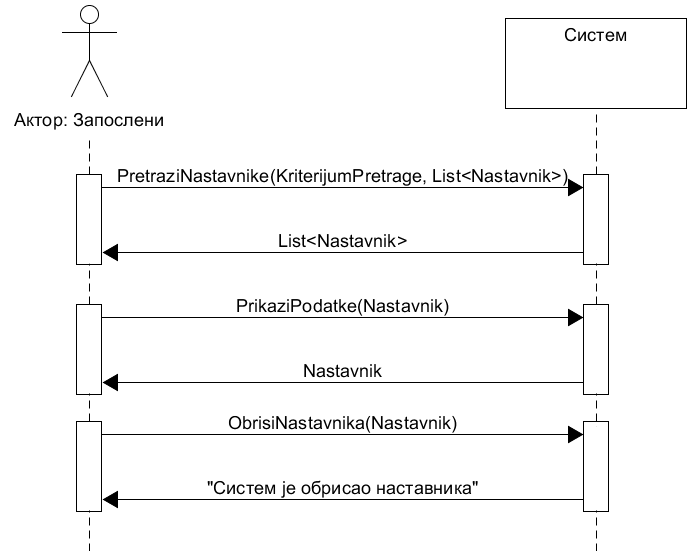 Систем
Актор: Запослени
PretraziNastavnike(KriterijumPretrage, List<Nastavnik>)
List<Nastavnik>
PrikaziPodatke(Nastavnik)
Nastavnik
ObrisiNastavnika(Nastavnik)
"Систем је обрисао наставника"